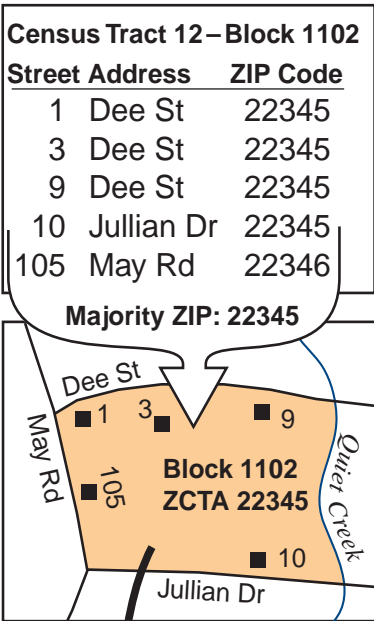 Census Tract 12–Block 1102
Street Address ZIP Code
1 Dee St 22345
3 Dee St 22345
9 Dee St 22345
10 Jullian Dr 22345
105 May Rd 22346
Majority ZIP: 22345
Dee St
1
3
9
May Rd
105
Block 1102
ZCTA 22345
Quiet Creek
10
Jullian Dr